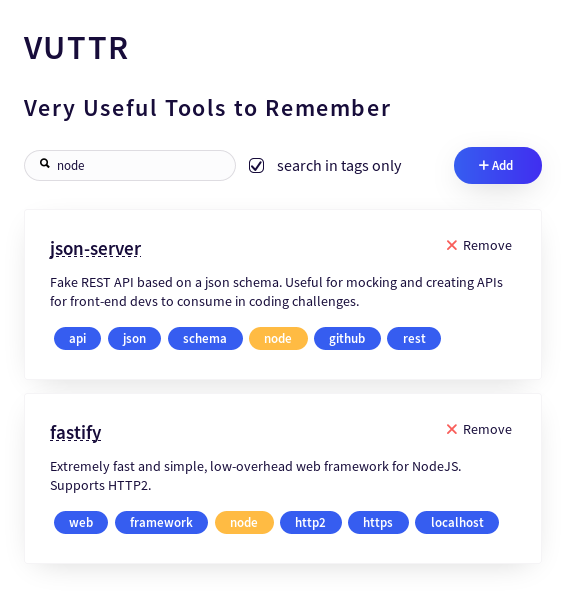 VUTTR
Very Useful Tools to Remember
node
search in tags only
+ Add
json-server
Remove
Fake REST API based on a json schema. Useful for mocking and creating APIs
for front-end devs to consume in coding challenges.
api json schema node github rest
fastify
Remove
Extremely fast and simple, low-overhead web framework for NodeJS.
Supports HTTP2.
web framework node http2 https localhost